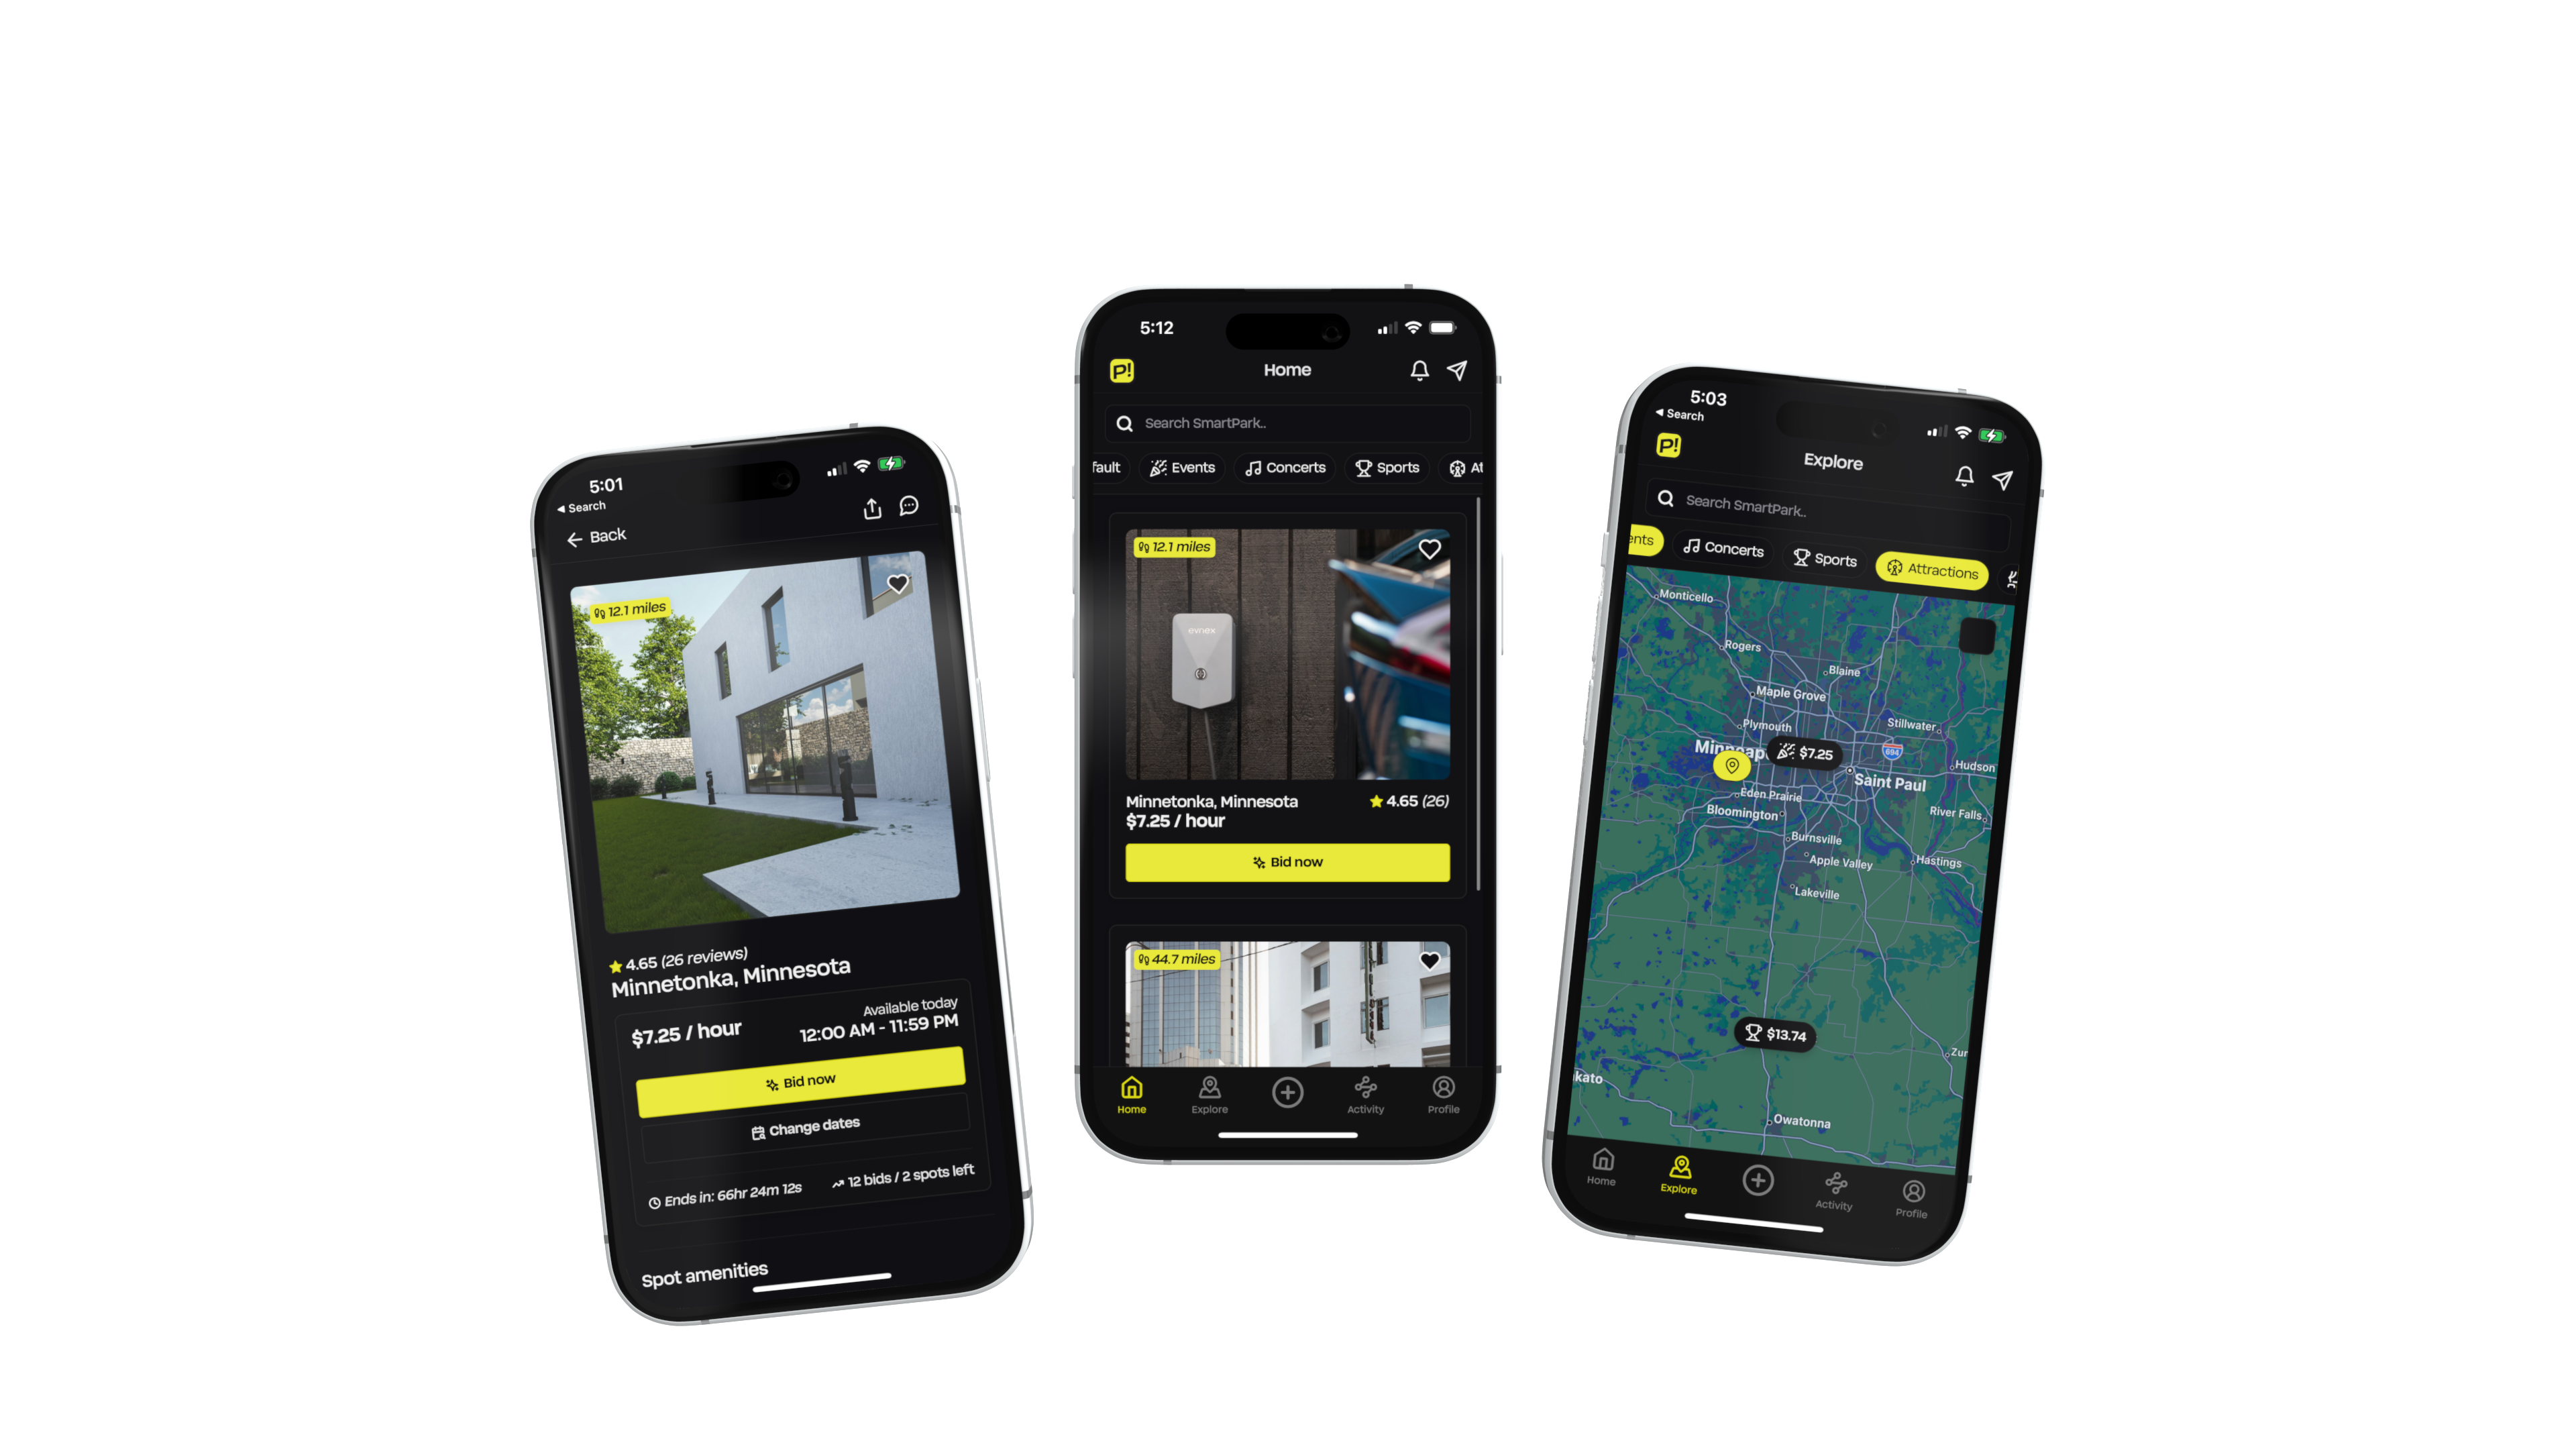 5:01
Search
Back
12.1 miles
4.65 (26 reviews)
Minnetonka, Minnesota
$7.25 / hour
Available today
12:00 AM - 11:59 PM
Bid now
Change dates
Ends in: 66hr 24m 12s
12 bids / 2 spots left
Spot amenities
5:12
P!
Home
Search SmartPark..
fault
Events
Concerts
Sports
At
12.1 miles
evnex
Minnetonka, Minnesota
4.65 (26)
$7.25 / hour
Bid now
44.7 miles
Home
Explore
Activity
Profile
5:03
Search
P!
Explore
Search SmartPark..
ents
Concerts
Sports
Attractions
Monticello
Rogers
Blaine
Maple Grove
Plymouth
Stillwater
Minneap
$7.25
694
Hudson
Saint Paul
Eden Prairie
Bloomington
River Falls
Burnsville
Apple Valley
Hastings
Lakeville
$13.74
Zur
kato
Owatonna
Home
Explore
Activity
Profile